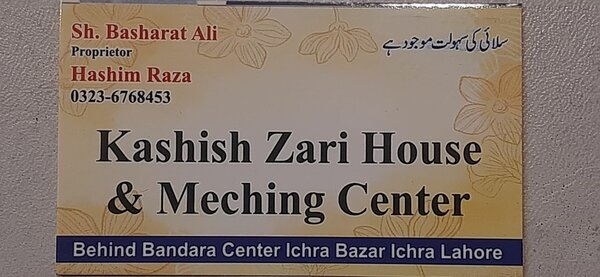 Sh. Basharat Ali
Proprietor
Hashim Raza
0323-6768453
سلائی کی سہولت موجود ہے
Kashish Zari House
& Meching Center
Behind Bandara Center Ichra Bazar Ichra Lahore